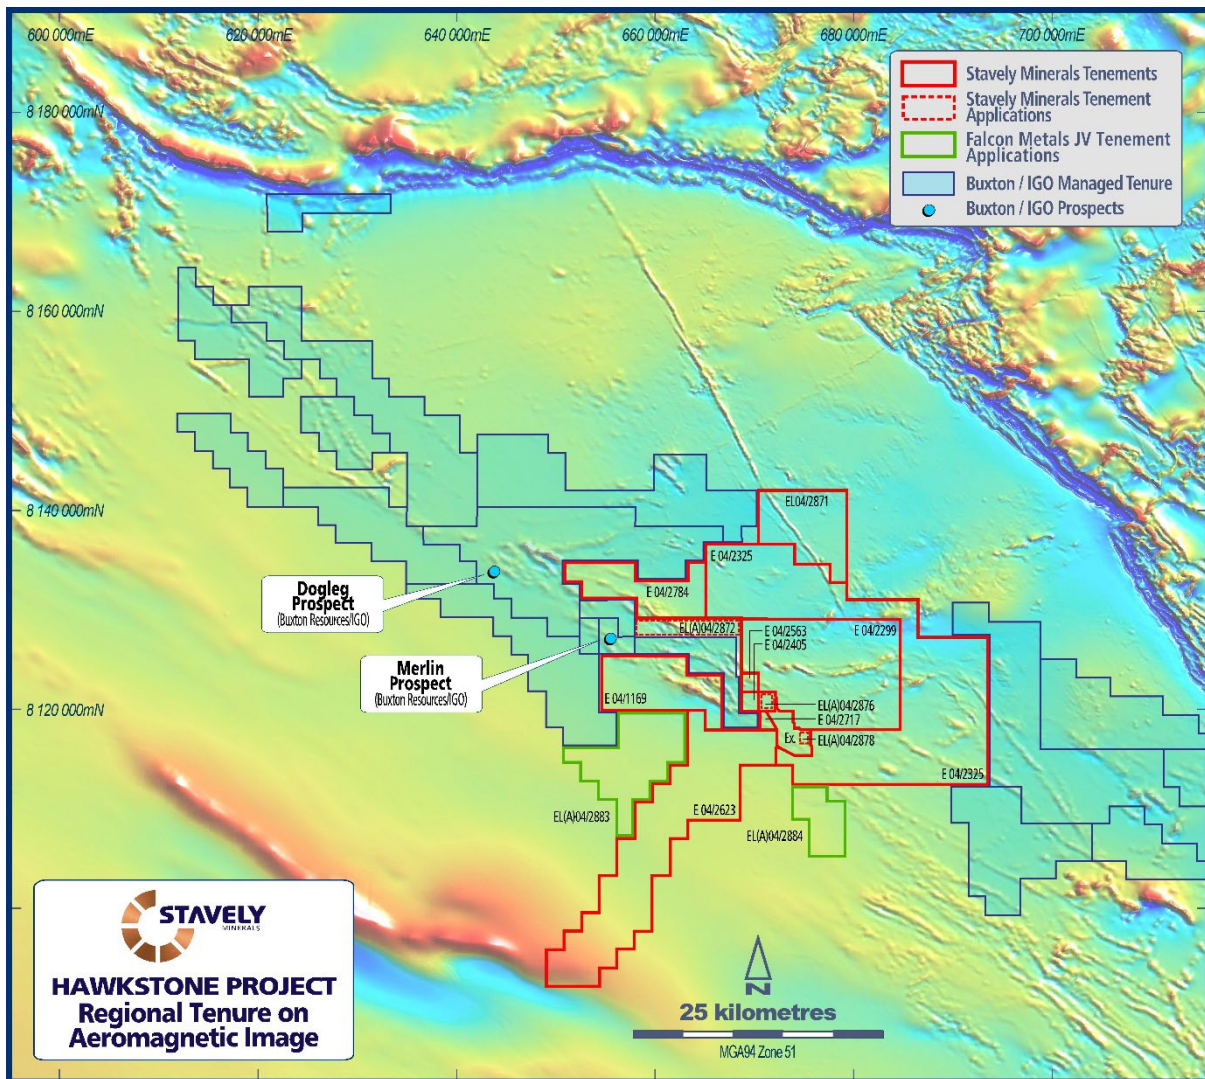 600 000mE
620 000mE
640 000mE
660 000mE
680 000mE
700 000mE
Stavely Minerals Tenements
Stavely Minerals Tenement
Applications
Falcon Metals JV Tenement
Applications
Buxton / IGO Managed Tenure
Buxton / IGO Prospects
8 180 000mN
8 160 000mN
8 140 000mN
8 120 000mN
EL04/2871
E 04/2325
E 04/2784
EL(A)04/2872
E 04/2563
E 04/2405
E 04/2299
Dogleg
Prospect
(Buxton Resources/IGO)
Merlin
Prospect
(Buxton Resources/IGO)
E 04/1169
EL(A)04/2876
E 04/2717
Ex.
EL(A)04/2878
E 04/2325
E 04/2623
EL(A)04/2883
EL(A)04/2884
STAVELY
MINERALS
HAWKSTONE PROJECT
Regional Tenure on
Aeromagnetic Image
N
25 kilometres
MGA94 Zone 51